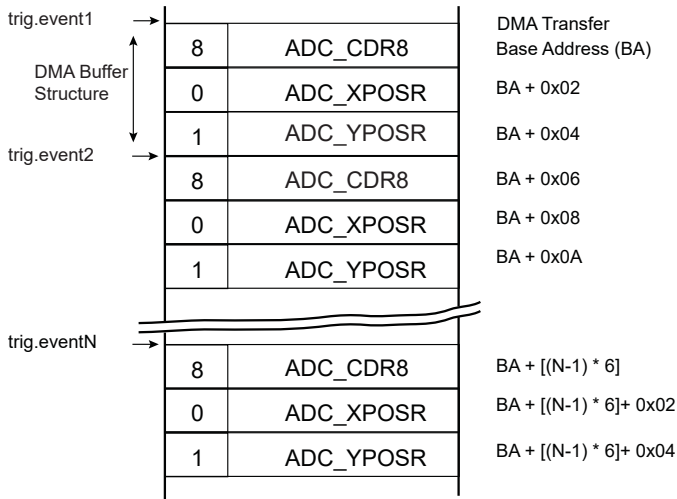 trig.event1
DMA Transfer
8 ADC_CDR8 Base Address (BA)
DMA Buffer
Structure
0 ADC_XPOSR BA + 0x02
1 ADC_YPOSR BA + 0x04
trig.event2
8 ADC_CDR8 BA + 0x06
0 ADC_XPOSR BA + 0x08
1 ADC_YPOSR BA + 0x0A
trig.eventN
8 ADC_CDR8 BA + [(N-1) * 6]
0 ADC_XPOSR BA + [(N-1) * 6]+ 0x02
1 ADC_YPOSR BA + [(N-1) * 6]+ 0x04